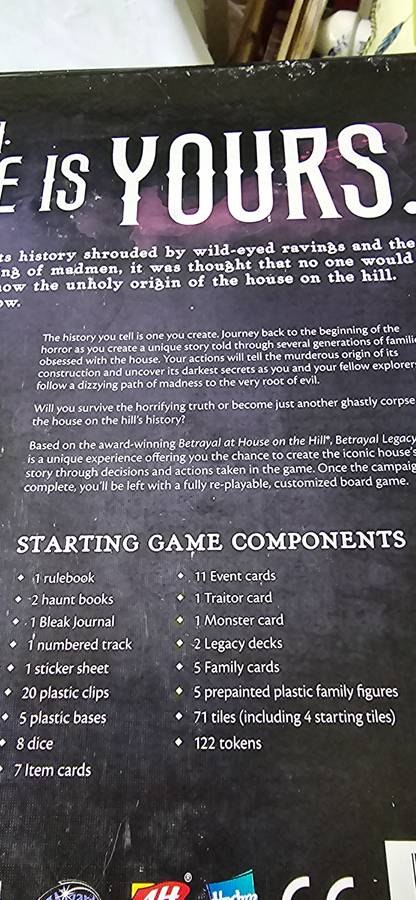 E IS YOURS.
ts history shrouded by wild-eyed ravings and the
ng of madmen, it was thought that no one would
ow the unholy origin of the house on the hill.
ow.
The history you tell is one you create. Journey back to the beginning of the
horror as you create a unique story told through several generations of famili
obsessed with the house. Your actions will tell the murderous origin of its
construction and uncover its darkest secrets as you and your fellow explorer
follow a dizzying path of madness to the very root of evil.
Will you survive the horrifying truth or become just another ghastly corpse
the house on the hill's history?
Based on the award-winning Betrayal at House on the Hill®, Betrayal Legacy
is a unique experience offering you the chance to create the iconic house's
story through decisions and actions taken in the game. Once the campaig
complete, you'll be left with a fully re-playable, customized board game.
STARTING GAME COMPONENTS
• 1 rulebook
• 2 haunt books
• 1 Bleak Journal
• 1 numbered track
• 1 sticker sheet
• 20 plastic clips
• 5 plastic bases
• 8 dice
7 Item cards
• 11 Event cards
• 1 Traitor card
• 1 Monster card
• 2 Legacy decks
• 5 Family cards
• 5 prepainted plastic family figures
• 71 tiles (including 4 starting tiles)
• 122 tokens
AH®
CE